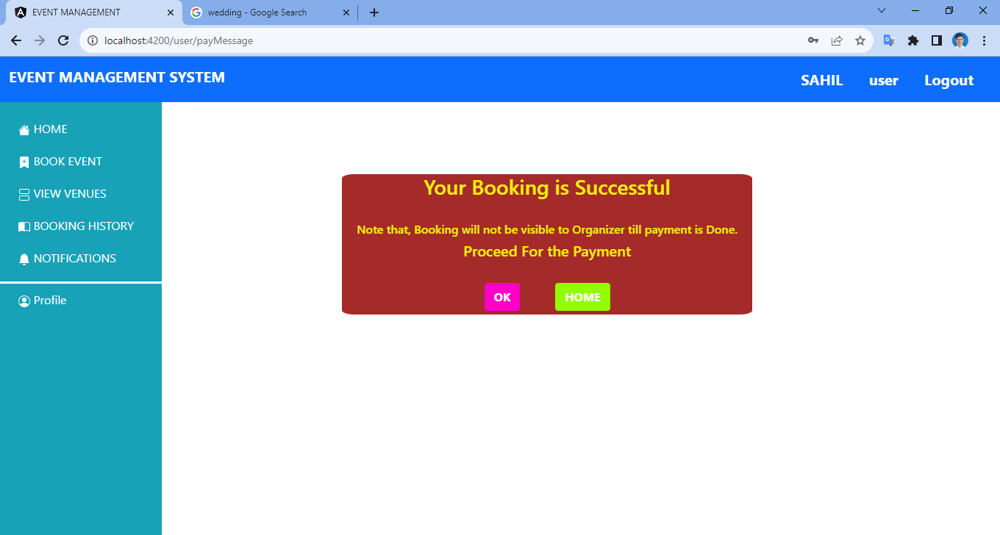 EVENT MANAGEMENT
wedding - Google Search
localhost:4200/user/payMessage
EVENT MANAGEMENT SYSTEM
SAHIL user Logout
HOME
BOOK EVENT
VIEW VENUES
BOOKING HISTORY
NOTIFICATIONS
Profile
Your Booking is Successful
Note that, Booking will not be visible to Organizer till payment is Done.
Proceed For the Payment
OK HOME